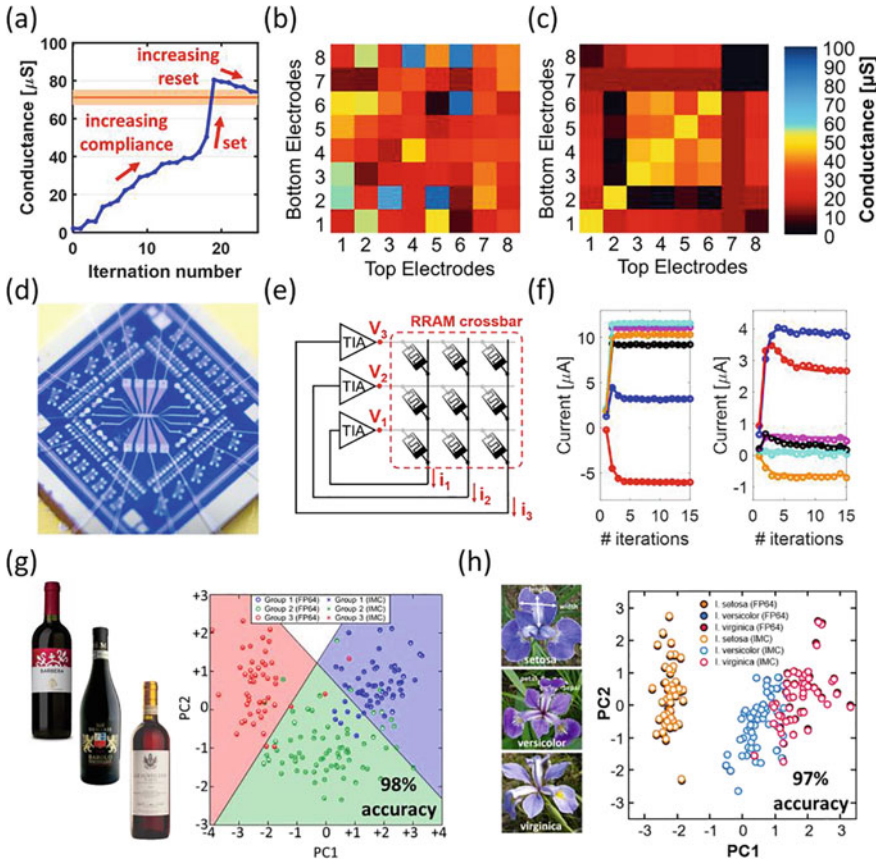 (a)
Conductance [µS]
100
80
60
40
20
0
increasing
reset
increasing
compliance
set
0
10
20
Iternation number
(b)
Bottom Electrodes
8
7
6
5
4
3
2
1
1 2 3 4 5 6 7 8
Top Electrodes
(c)
Bottom Electrodes
8
7
6
5
4
3
2
1
1 2 3 4 5 6 7 8
Top Electrodes
100
90
80
70
60
50
40
30
20
10
0
Conductance [µS]
(d)
(e)
V3
RRAM crossbar
TIA
V2
TIA
V1
TIA
i1
i2
i3
(f)
Current [µA]
10
5
0
-5
0 5 10 15
# iterations
Current [µA]
4
3
2
1
0
-1
0 5 10 15
# iterations
(g)
BARBERA
BAROLO
+3
+2
+1
0
-1
-2
-3
PC2
Group 1 (FP64)
Group 2 (FP64)
Group 3 (FP64)
Group 1 (IMC)
Group 2 (IMC)
Group 3 (IMC)
98%
accuracy
-4 -3 -2 -1 0 +1 +2 +3 +4
PC1
(h)
width
setosa
petal
versicolor
virginica
PC2
3
2
1
0
-1
-2
-3
I. setosa (FP64)
I. versicolor (FP64)
I. virginica (FP64)
I. setosa (IMC)
I. versicolor (IMC)
I. virginica (IMC)
97%
accuracy
-3 -2 -1 0 1 2 3
PC1